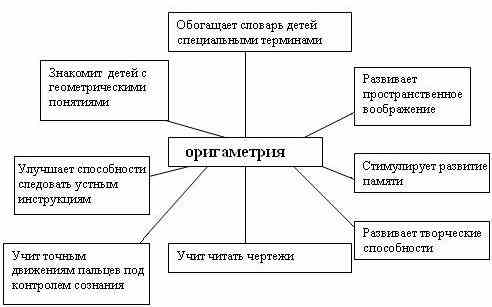 Обогащает словарь детей
специальными терминами
Знакомит детей с
геометрическими
понятиями
Развивает
пространственное
воображение
оригаметрия
Улучшает способности
следовать устным
инструкциям
Стимулирует развитие
памяти
Учит точным
движениям пальцев под
контролем сознания
Учит читать чертежи
Развивает творческие
способности